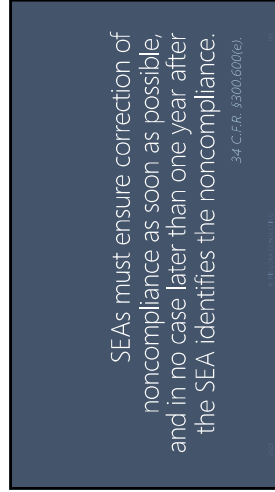 SEAs must ensure correction of
noncompliance as soon as possible,
and in no case later than one year after
the SEA identifies the noncompliance.
34 C.F.R. §300.600(e).